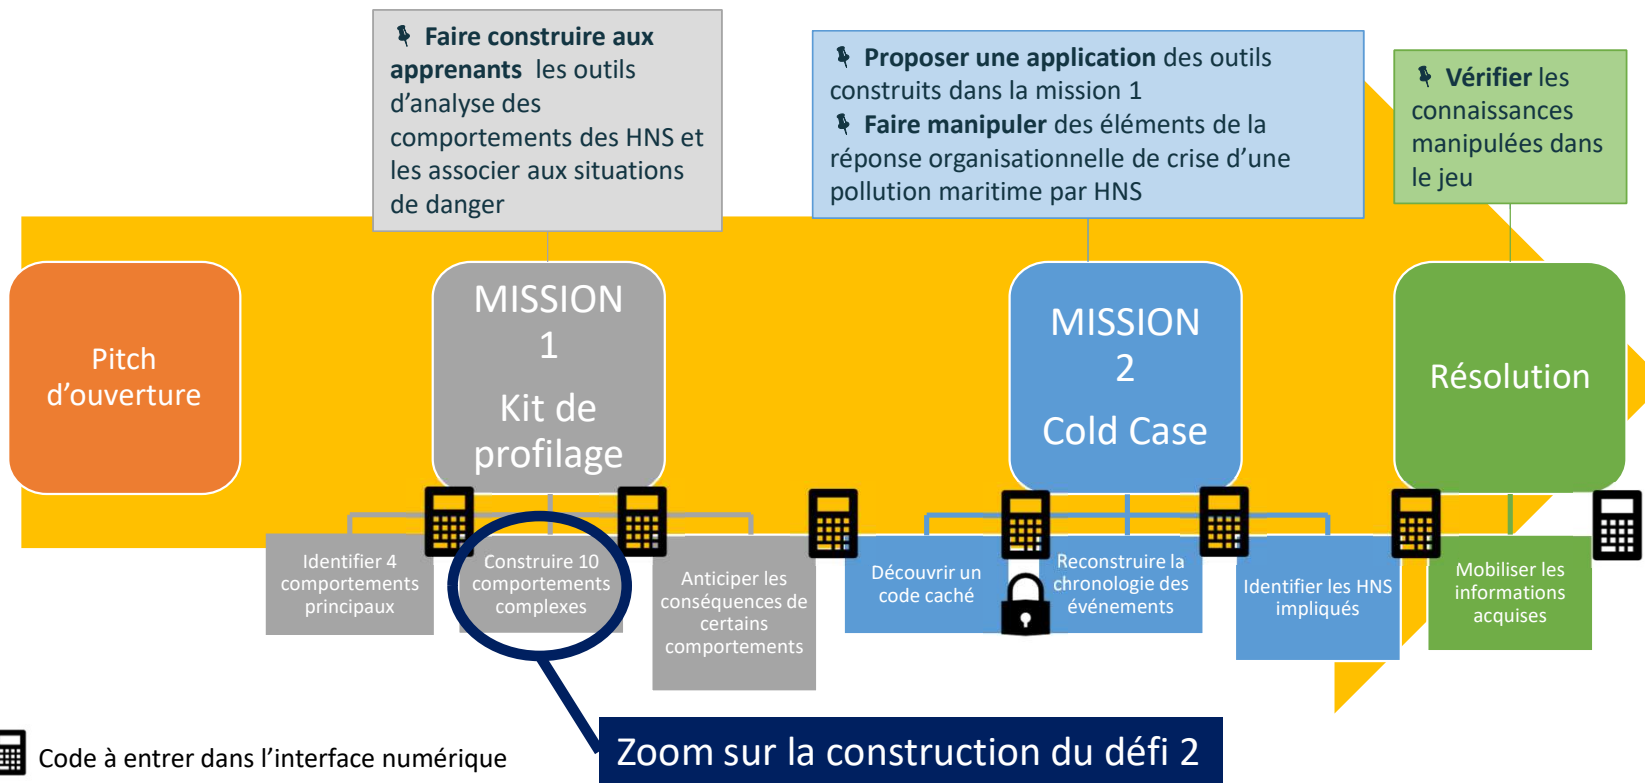 Faire construire aux
apprenants les outils
d'analyse des
comportements des HNS et
les associer aux situations
de danger
Proposer une application des outils
construits dans la mission 1
Faire manipuler des éléments de la
réponse organisationnelle de crise d'une
pollution maritime par HNS
Vérifier les
connaissances
manipulées dans
le jeu
Pitch
d'ouverture
MISSION
1
Kit de
profilage
MISSION
2
Cold Case
Résolution
Identifier 4
comportements
principaux
Construire 10
comportements
complexes
Anticiper les
conséquences de
certains
comportements
Découvrir un
code caché
Reconstruire la
chronologie des
événements
Identifier les HNS
impliqués
Mobiliser les
informations
acquises
Code à entrer dans l'interface numérique
Zoom sur la construction du défi 2